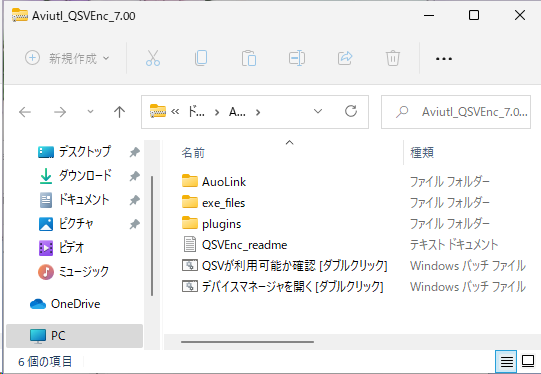 Aviutl_QSVEnc_7.00
新規作成
« ド... › A... ›
Aviutl_QSVEnc_7.0...
デスクトップ
ダウンロード
ドキュメント
ピクチャ
ビデオ
ミュージック
OneDrive
PC
名前 種類
AuoLink ファイル フォルダー
exe_files ファイル フォルダー
plugins ファイル フォルダー
QSVEnc_readme テキスト ドキュメント
QSVが利用可能か確認 [ダブルクリック] Windows バッチ ファイル
デバイスマネージャを開く[ダブルクリック] Windows バッチ ファイル
6 個の項目